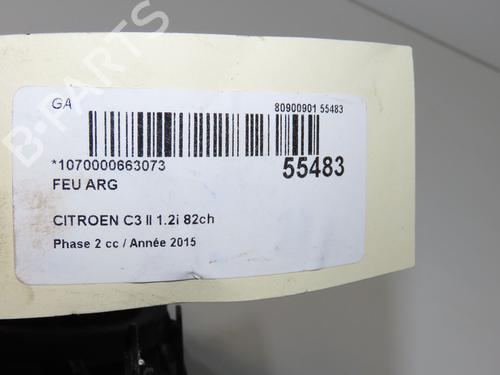 GA
80900901 55483
*1070000663073
55483
FEU ARG
CITROEN C3 II 1.2i 82ch
Phase 2 cc / Année 2015
B-PARTS